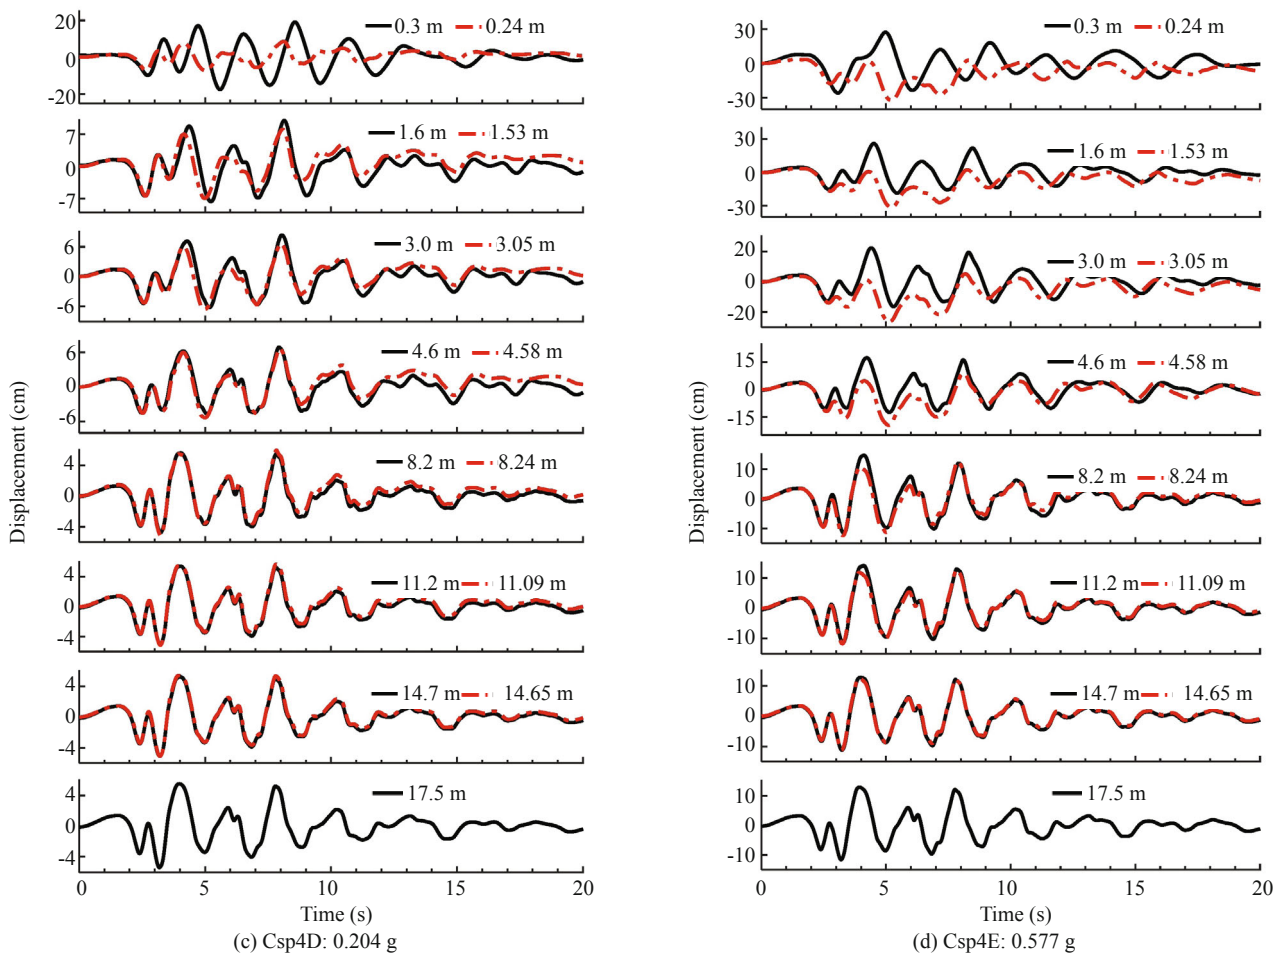 20
0
-20
0.3 m 0.24 m
7
0
-7
1.6 m 1.53 m
6
0
-6
3.0 m 3.05 m
6
0
-6
4.6 m 4.58 m
4
0
-4
8.2 m 8.24 m
4
0
-4
11.2 m 11.09 m
4
0
-4
14.7 m 14.65 m
4
0
-4
17.5 m
0 5 10 15 20
Displacement (cm)
Time (s)
(c) Csp4D: 0.204 g
30
0
-30
0.3 m 0.24 m
30
0
-30
1.6 m 1.53 m
20
0
-20
3.0 m 3.05 m
15
0
-15
4.6 m 4.58 m
10
0
-10
8.2 m 8.24 m
10
0
-10
11.2 m 11.09 m
10
0
-10
14.7 m 14.65 m
10
0
-10
17.5 m
0 5 10 15 20
Displacement (cm)
Time (s)
(d) Csp4E: 0.577 g